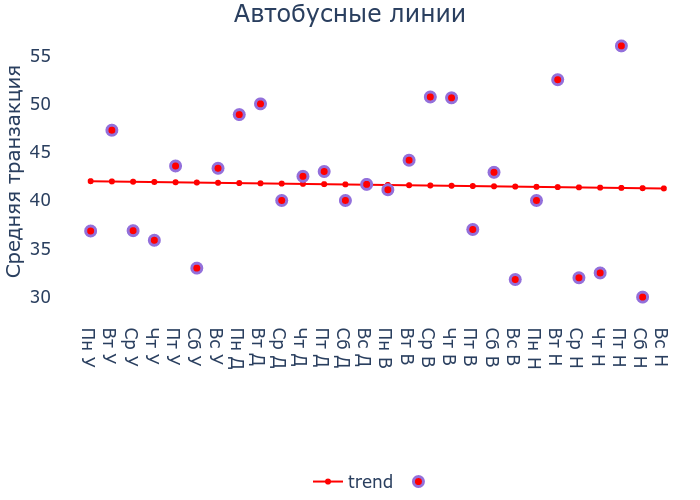 Автобусные линии
Средняя транзакция
55
50
45
40
35
30
Пн У
Вт У
Ср У
Чт У
Пт У
Сб У
Вс У
Пн Д
Вт Д
Ср Д
Чт Д
Пт Д
Сб Д
Вс Д
Пн В
Вт В
Ср В
Чт В
Пт В
Сб В
Вс В
Пн Н
Вт Н
Ср Н
Чт Н
Пт Н
Сб Н
Вс Н
trend